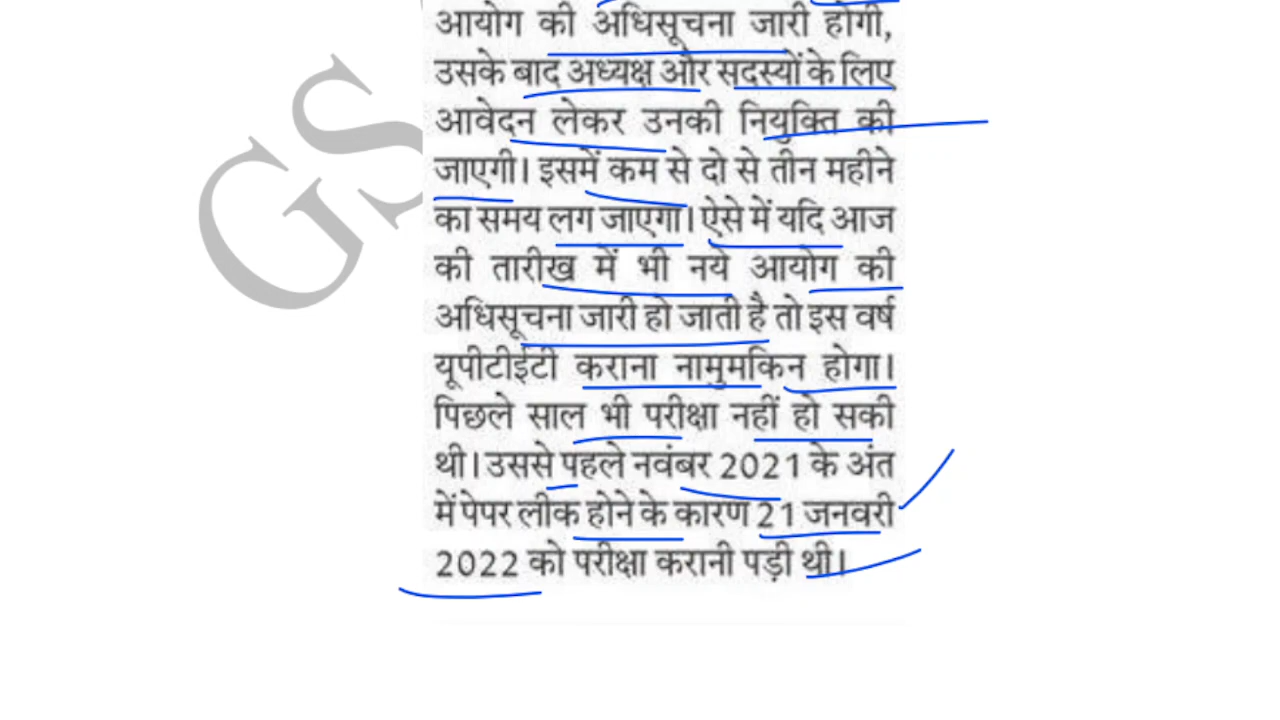 GS
आयोग की अधिसूचना जारी होगी,
उसके बाद अध्यक्ष और सदस्यों के लिए
आवेदन लेकर उनकी नियुक्ति की
जाएगी। इसमें कम से दो से तीन महीने
का समय लग जाएगा। ऐसे में यदि आज
की तारीख में भी नये आयोग की
अधिसूचना जारी हो जाती है तो इस वर्ष
यूपीटीईटी कराना नामुमकिन होगा।
पिछले साल भी परीक्षा नहीं हो सकी
थी। उससे पहले नवंबर 2021 के अंत
में पेपर लीक होने के कारण 21 जनवरी
2022 को परीक्षा करानी पड़ी थी।